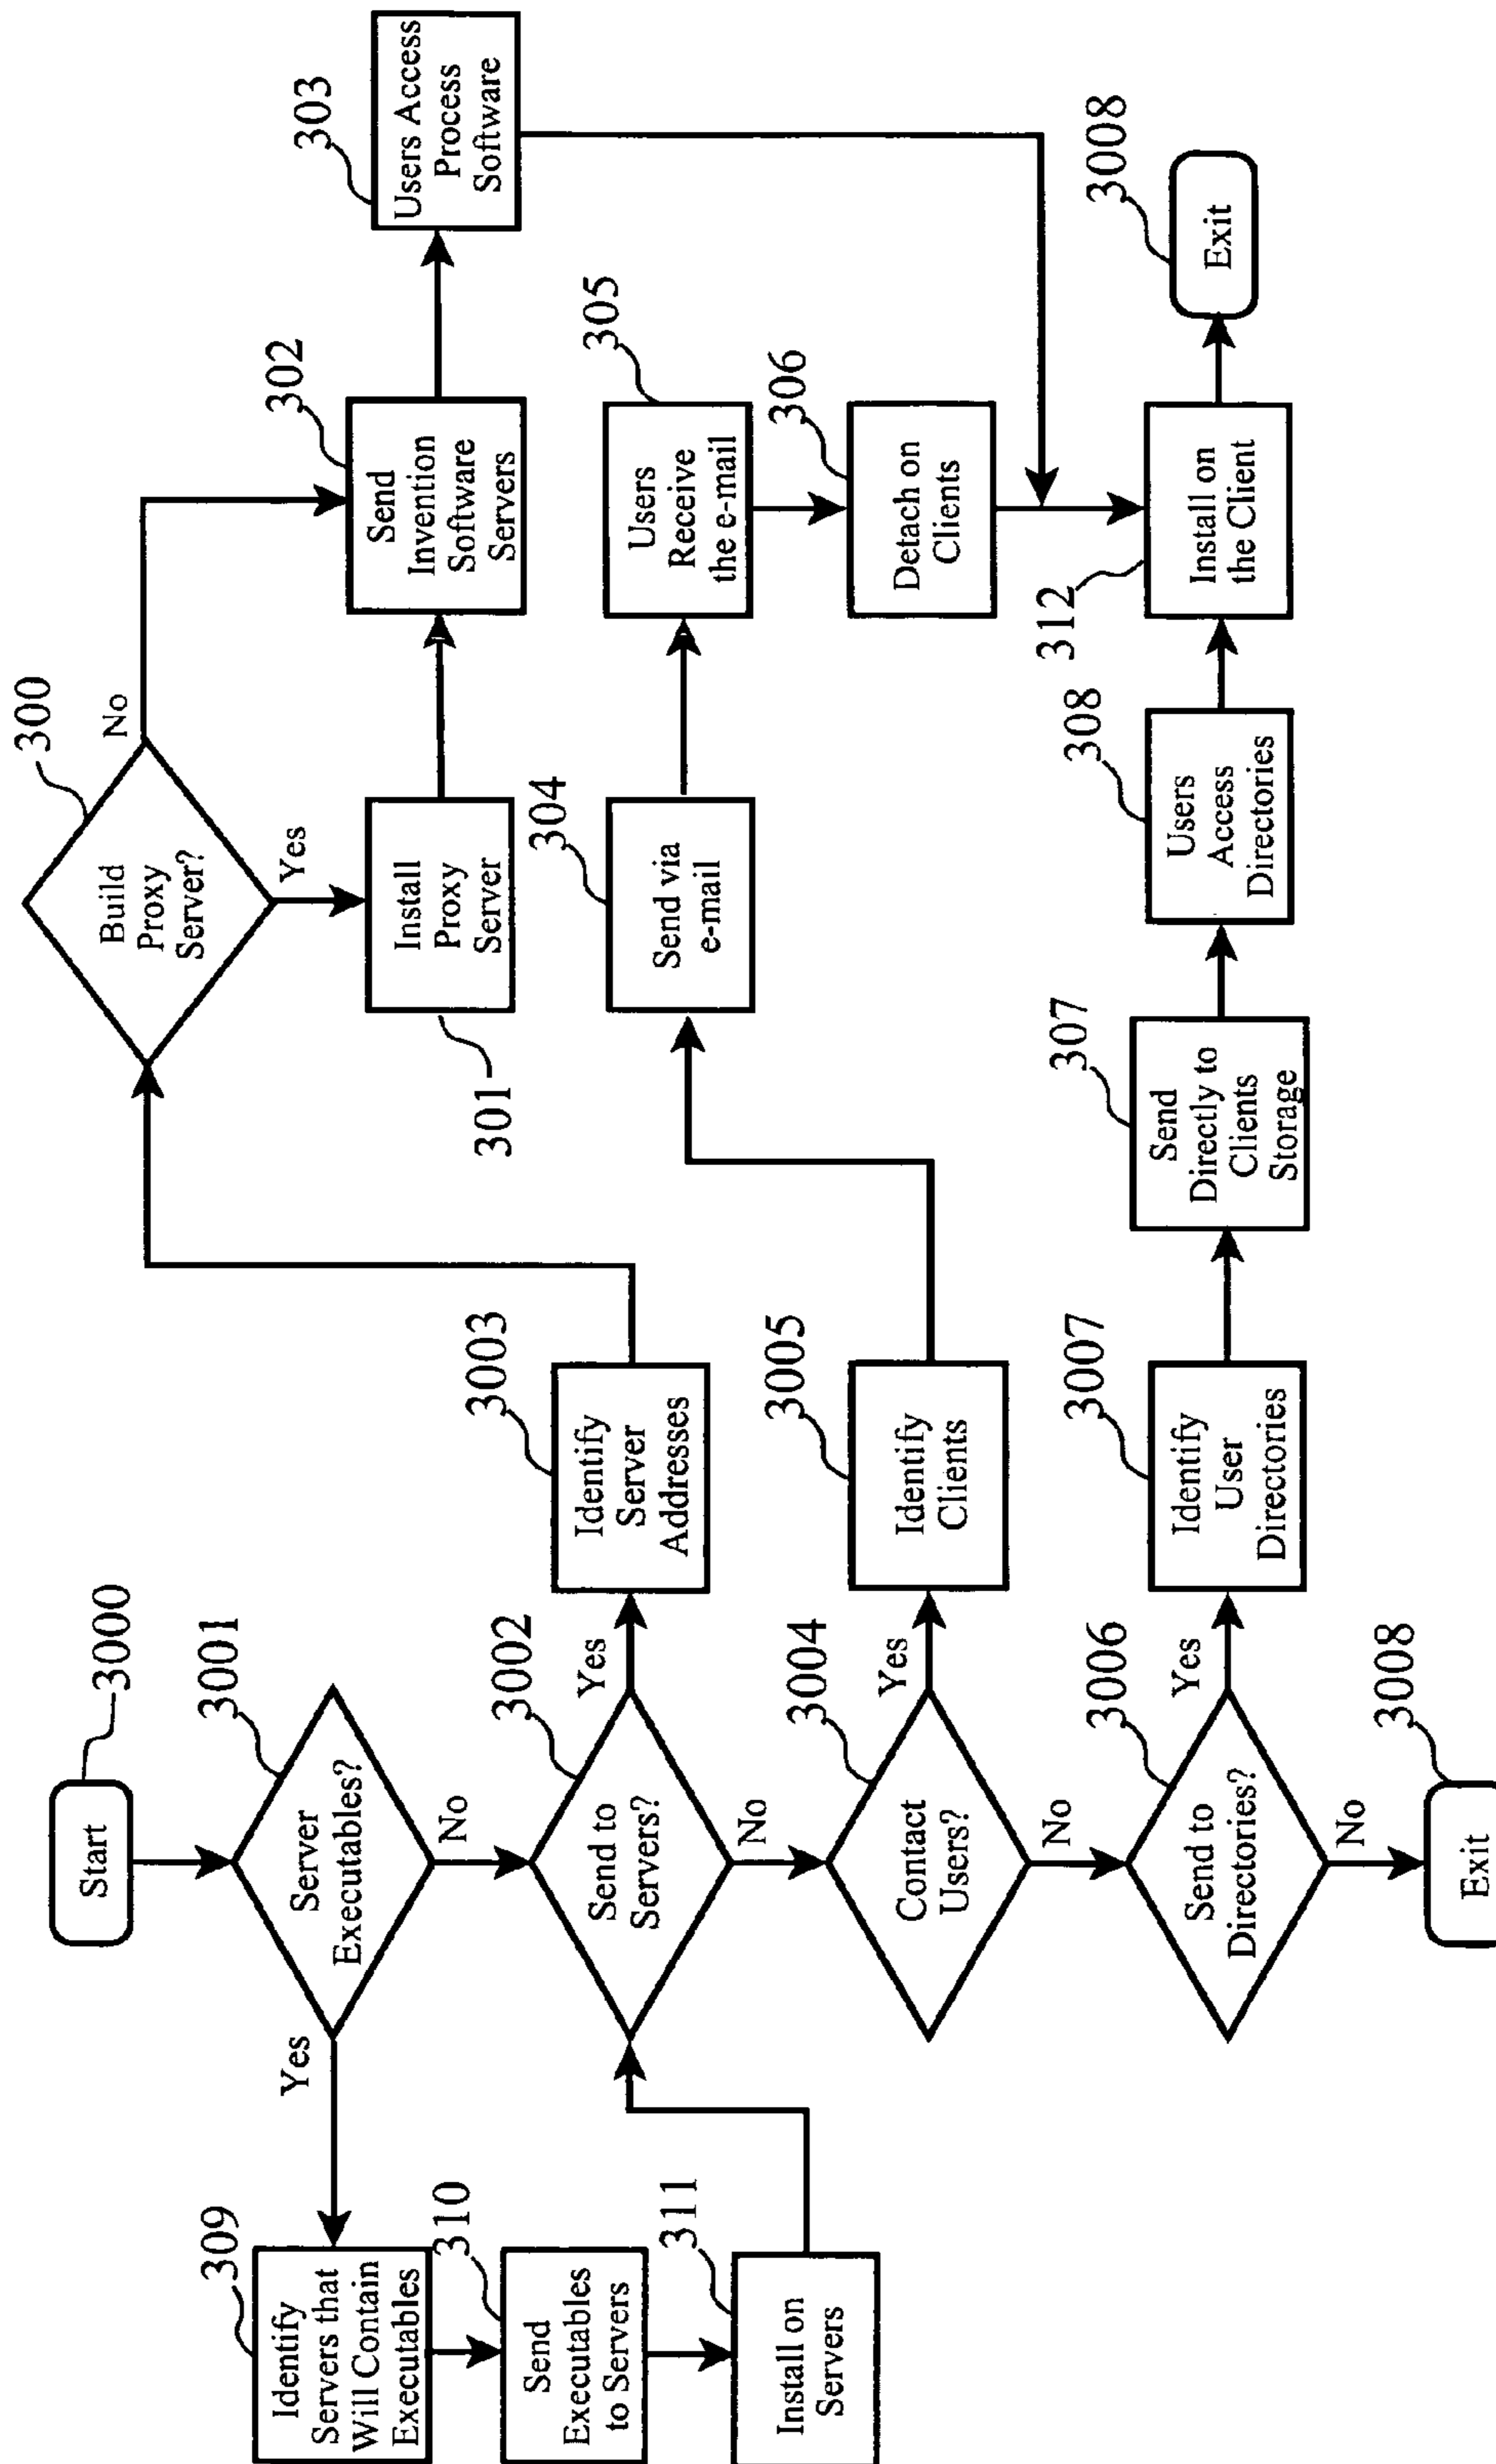 3000
Start
3001
Server
Executables?
Yes
No
309
Identify
Servers that
Will Contain
Executables
310
Send
Executables
to Servers
311
Install on
Servers
3002
Send to
Servers?
Yes
No
3003
Identify
Server
Addresses
3004
Contact
Users?
Yes
No
3005
Identify
Clients
3006
Send to
Directories?
Yes
No
3007
Identify
User
Directories
3008
Exit
300
Build
Proxy
Server?
No
Yes
301
Install
Proxy
Server
302
Send
Invention
Software
Servers
303
Users Access
Process
Software
304
Send via
e-mail
305
Users
Receive
the e-mail
306
Detach on
Clients
307
Send
Directly to
Clients
Storage
308
Users
Access
Directories
312
Install on
the Client
3008
Exit